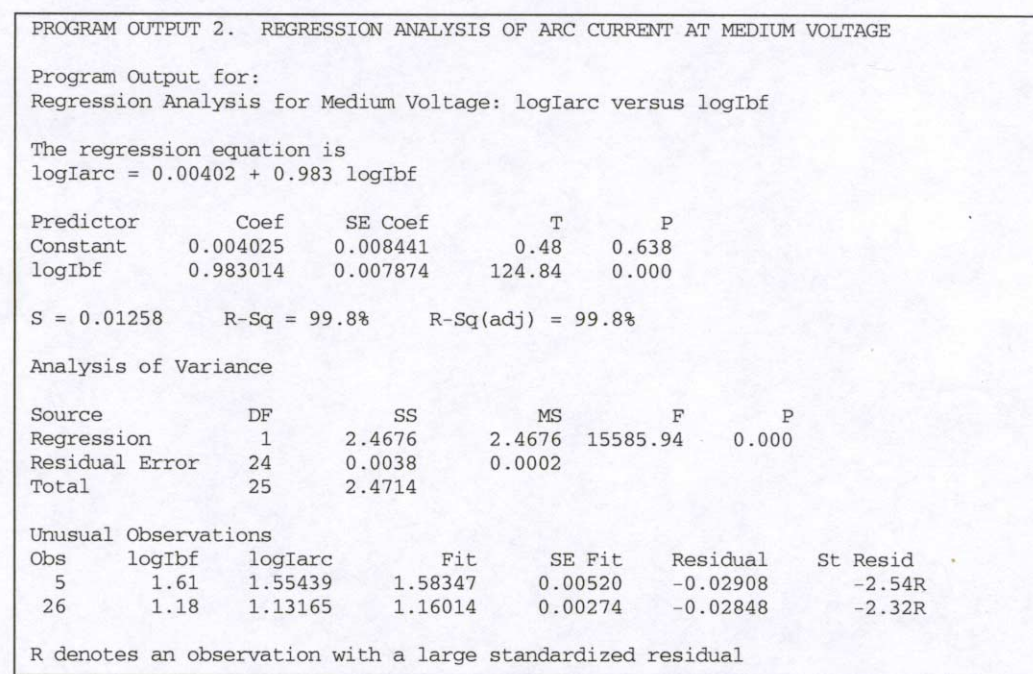 PROGRAM OUTPUT 2. REGRESSION ANALYSIS OF ARC CURRENT AT MEDIUM VOLTAGE
Program Output for:
Regression Analysis for Medium Voltage: logIarc versus logIbf
The regression equation is
logIarc = 0.00402 + 0.983 logIbf
Predictor Coef SE Coef T P
Constant 0.004025 0.008441 0.48 0.638
logIbf 0.983014 0.007874 124.84 0.000
S = 0.01258 R-Sq = 99.8% R-Sq(adj) = 99.8%
Analysis of Variance
Source DF SS MS F P
Regression 1 2.4676 2.4676 15585.94 0.000
Residual Error 24 0.0038 0.0002
Total 25 2.4714
Unusual Observations
Obs logIbf logIarc Fit SE Fit Residual St Resid
5 1.61 1.55439 1.58347 0.00520 -0.02908 -2.54R
26 1.18 1.13165 1.16014 0.00274 -0.02848 -2.32R
R denotes an observation with a large standardized residual